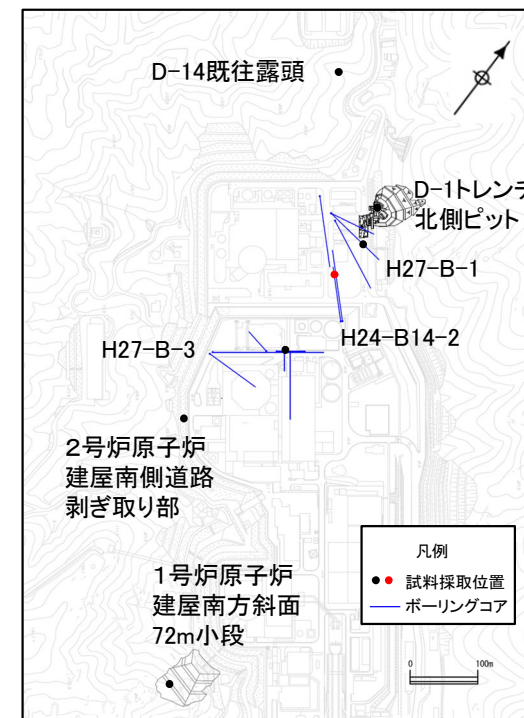 D-14既往露頭
D-1トレンチ
北側ピット
H27-B-1
H24-B14-2
H27-B-3
2号炉原子炉
建屋南側道路
剥ぎ取り部
1号炉原子炉
建屋南方斜面
72m小段
凡例
試料採取位置
ボーリングコア
0 100m